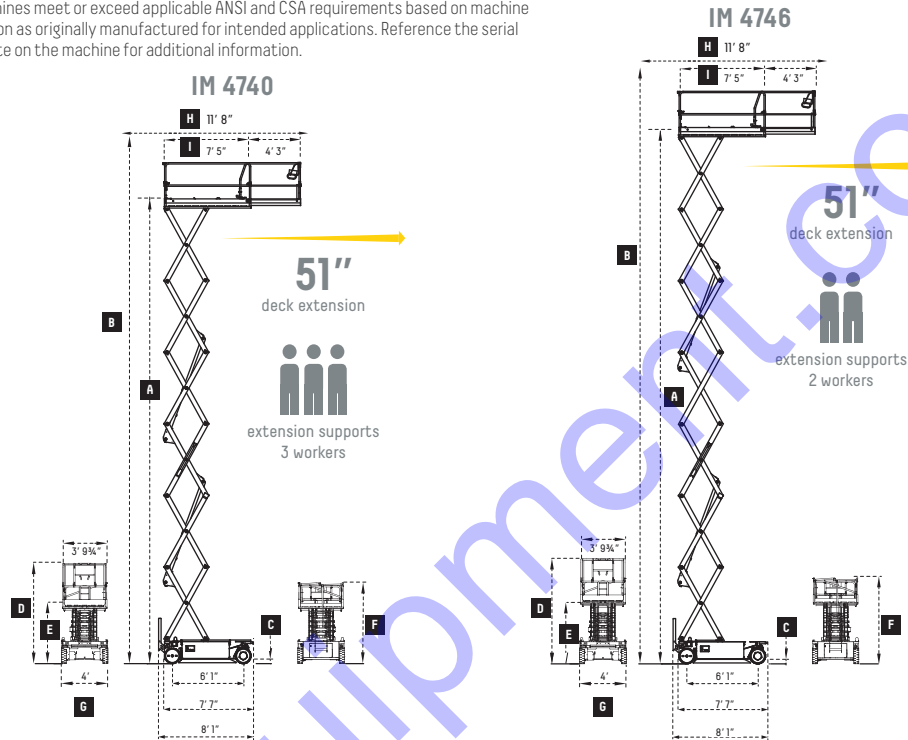 hines meet or exceed applicable ANSI and CSA requirements based on machine
on as originally manufactured for intended applications. Reference the serial
te on the machine for additional information.
IM 4740
H 11' 8"
I 7' 5" 4' 3"
B
A
51"
deck extension
extension supports
3 workers
3' 9¾"
D
E
C
F
4'
G
6' 1"
7' 7"
8' 1"
IM 4746
H 11' 8"
I 7' 5" 4' 3"
B
A
51"
deck extension
extension supports
2 workers
3' 9¾"
D
E
C
F
4'
G
6' 1"
7' 7"
8' 1"
quipment.co